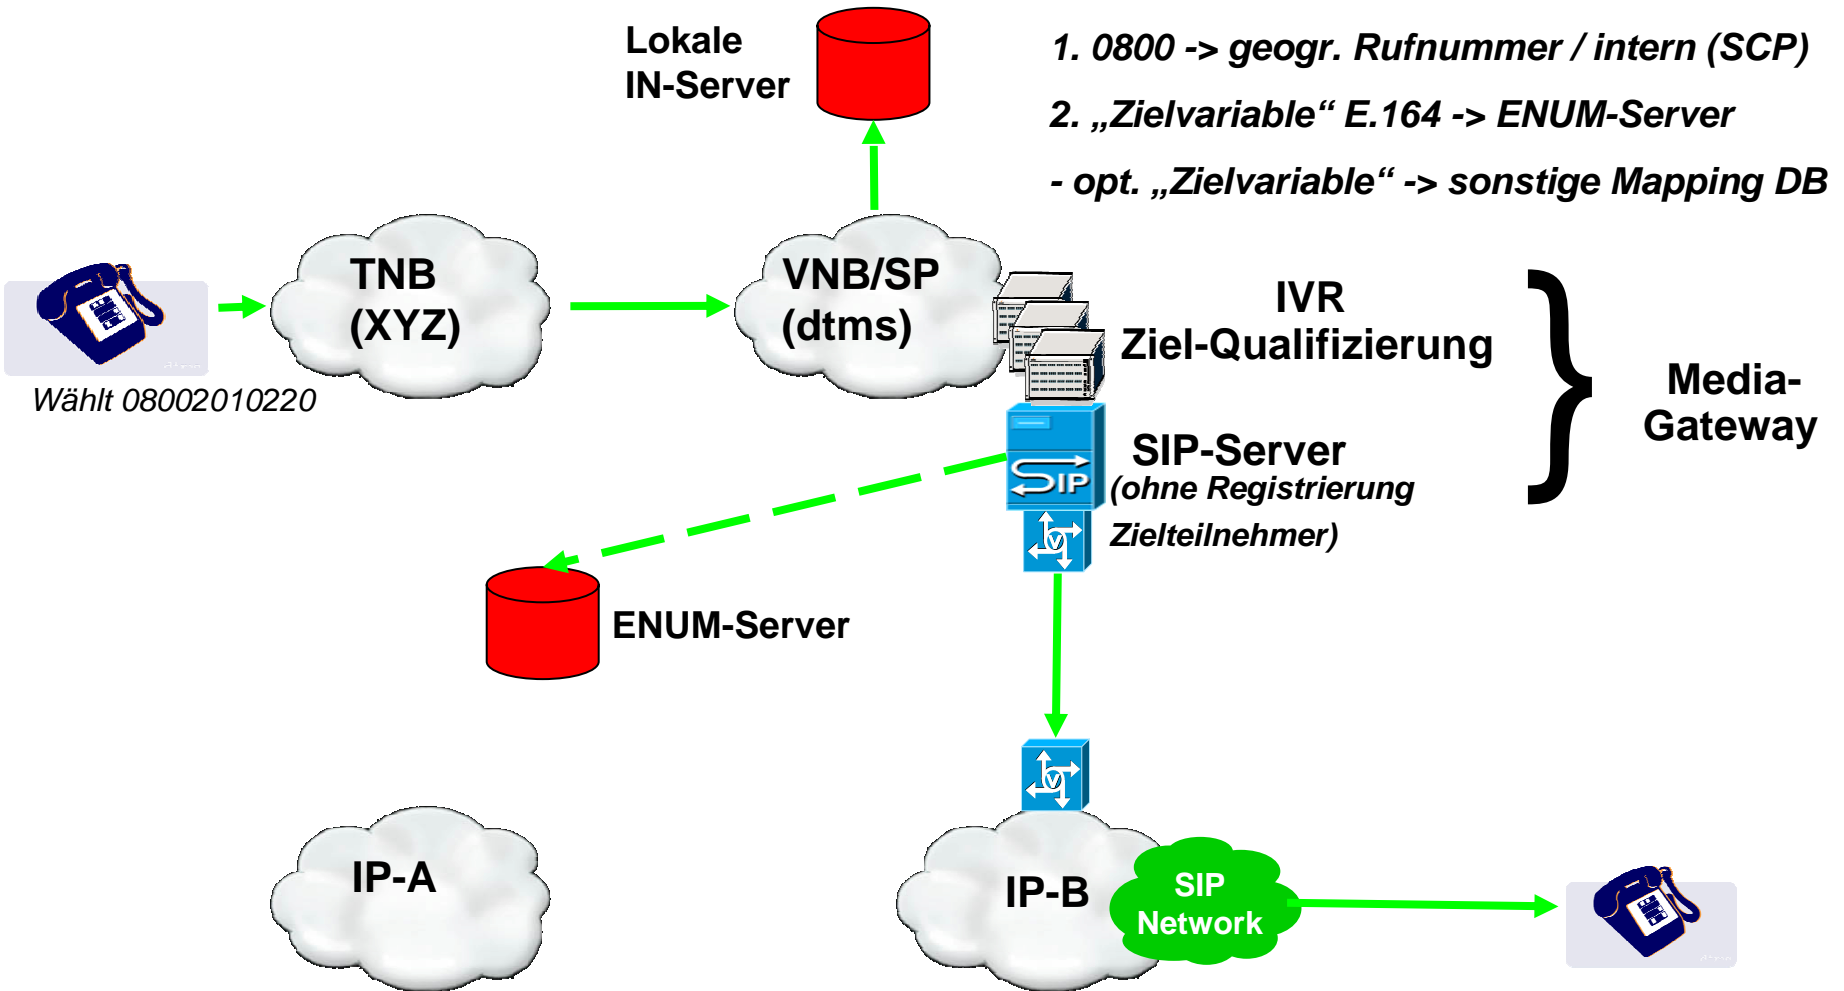 Lokale
IN-Server
1. 0800 -> geogr. Rufnummer / intern (SCP)
2. „Zielvariable“ E.164 -> ENUM-Server
- opt. „Zielvariable“ -> sonstige Mapping DB
TNB
(XYZ)
VNB/SP
(dtms)
IVR
Ziel-Qualifizierung
Media-
Gateway
Wählt 08002010220
SIP-Server
(ohne Registrierung
Zielteilnehmer)
SIP
V
ENUM-Server
V
IP-A
IP-B
SIP
Network